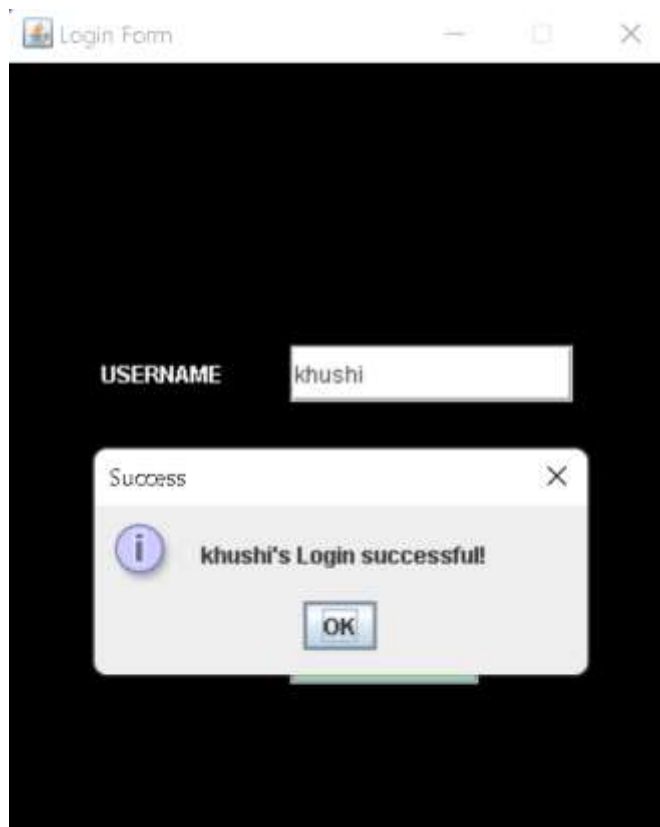 Login Form
USERNAME
khushi
Success
i
khushi's Login successful!
OK